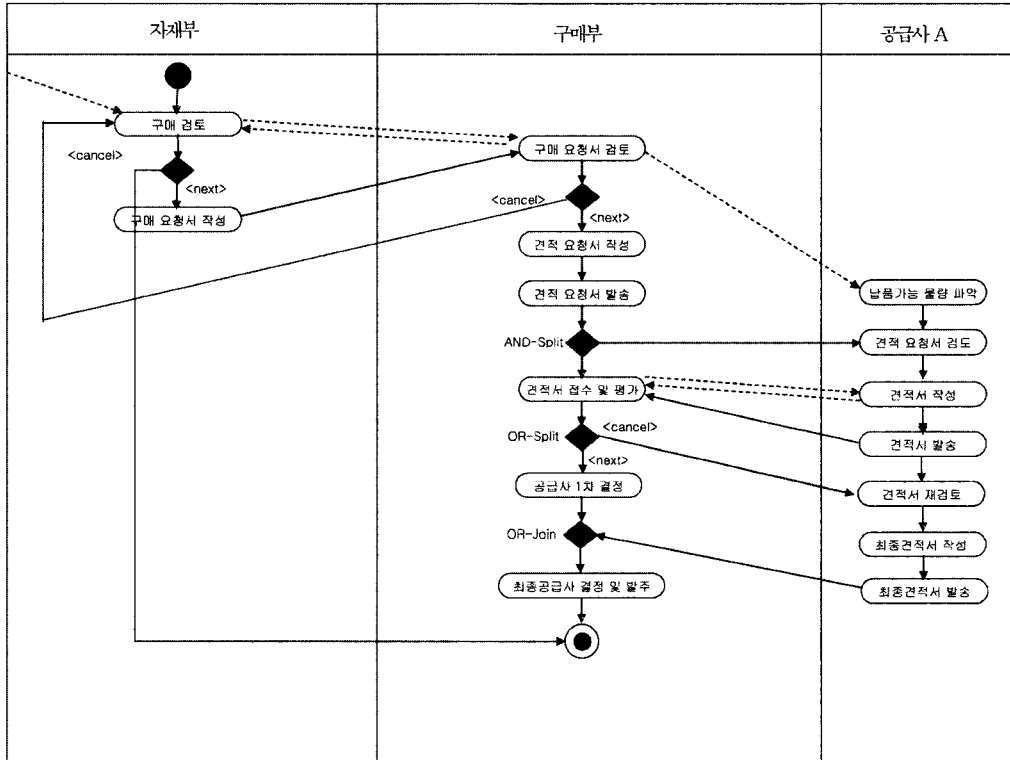 자재부
구매부
공급사 A
구매 검토
<cancel>
<next>
구매 요청서 작성
구매 요청서 검토
<cancel>
<next>
견적 요청서 작성
견적 요청서 발송
AND-Split
견적서 접수 및 평가
OR-Split
<cancel>
<next>
공급사 1차 결정
OR-Join
최종공급사 결정 및 발주
납품가능 물량 파악
견적 요청서 검토
견적서 작성
견적서 발송
견적서 재검토
최종견적서 작성
최종견적서 발송